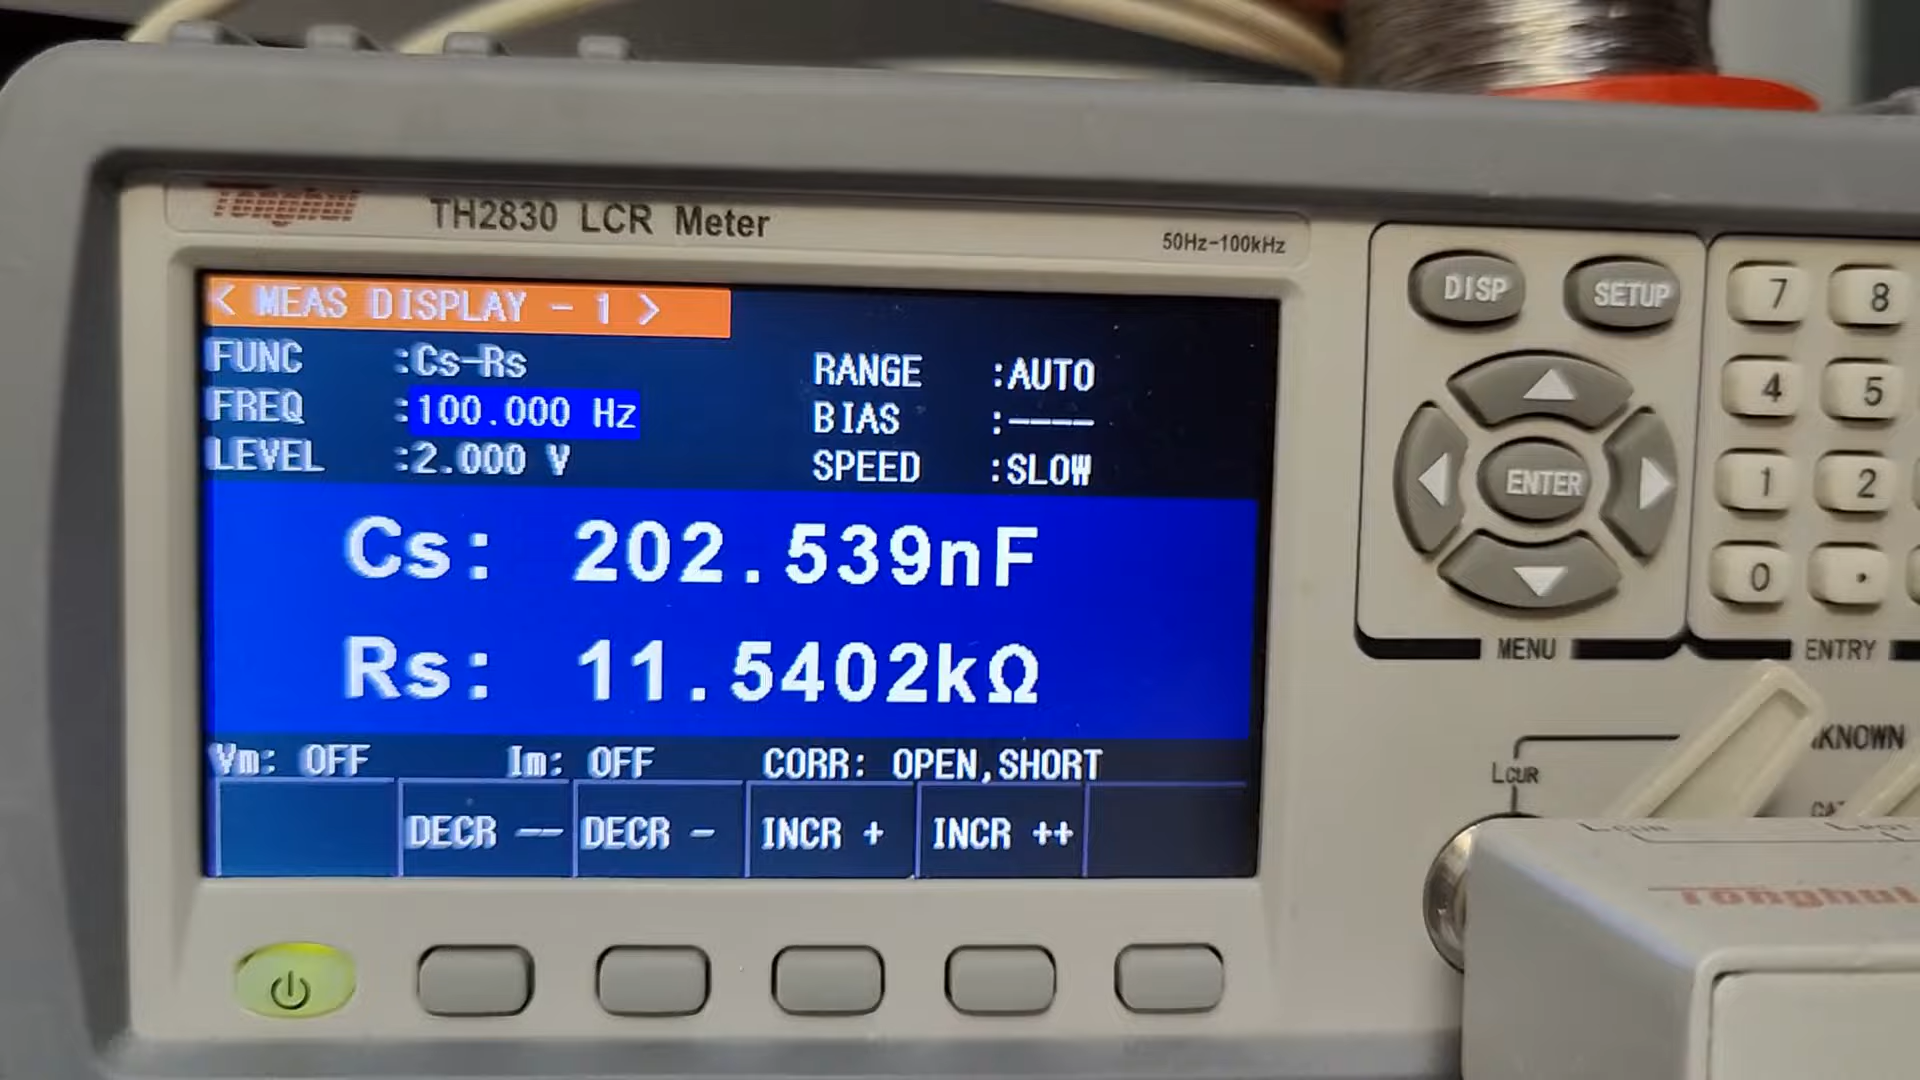 Tonghui TH2830 LCR Meter
50Hz-100kHz
< MEAS DISPLAY - 1 >
FUNC :Cs-Rs RANGE :AUTO
FREQ :100.000 Hz BIAS :----
LEVEL :2.000 V SPEED :SLOW
Cs: 202.539nF
Rs: 11.5402kΩ
Vm: OFF Im: OFF CORR: OPEN,SHORT
DECR -- DECR - INCR + INCR ++
DISP SETUP
ENTER
MENU
7 8
4 5
1 2
0 .
ENTRY
LCUR
Tonghui